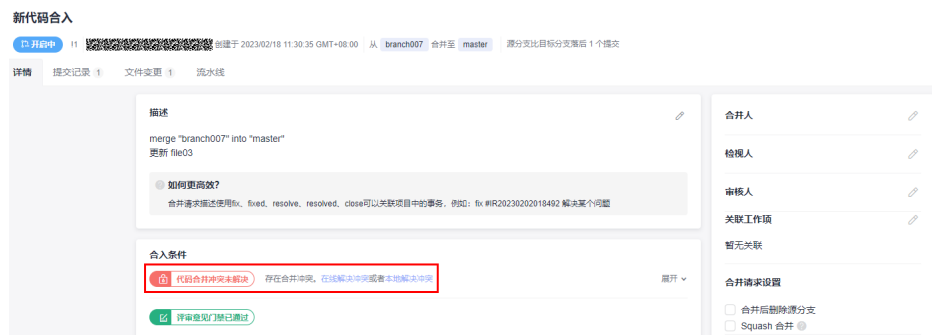 新代码合入
开启中 !1 创建于 2023/02/18 11:30:35 GMT+08:00 从 branch007 合并至 master 源分支比目标分支落后 1 个提交
详情 提交记录 1 文件变更 1 流水线
描述
merge "branch007" into "master"
更新 file03
如何更高效?
合并请求描述使用fix、fixed、resolve、resolved、close可以关联项目中的事务，例如：fix #IR20230202018492 解决某个问题
合入条件
代码合并冲突未解决 存在合并冲突。在线解决冲突或者本地解决冲突 展开
评审意见门禁已通过
合并人
检视人
审核人
关联工作项
暂无关联
合并请求设置
合并后删除源分支
Squash 合并